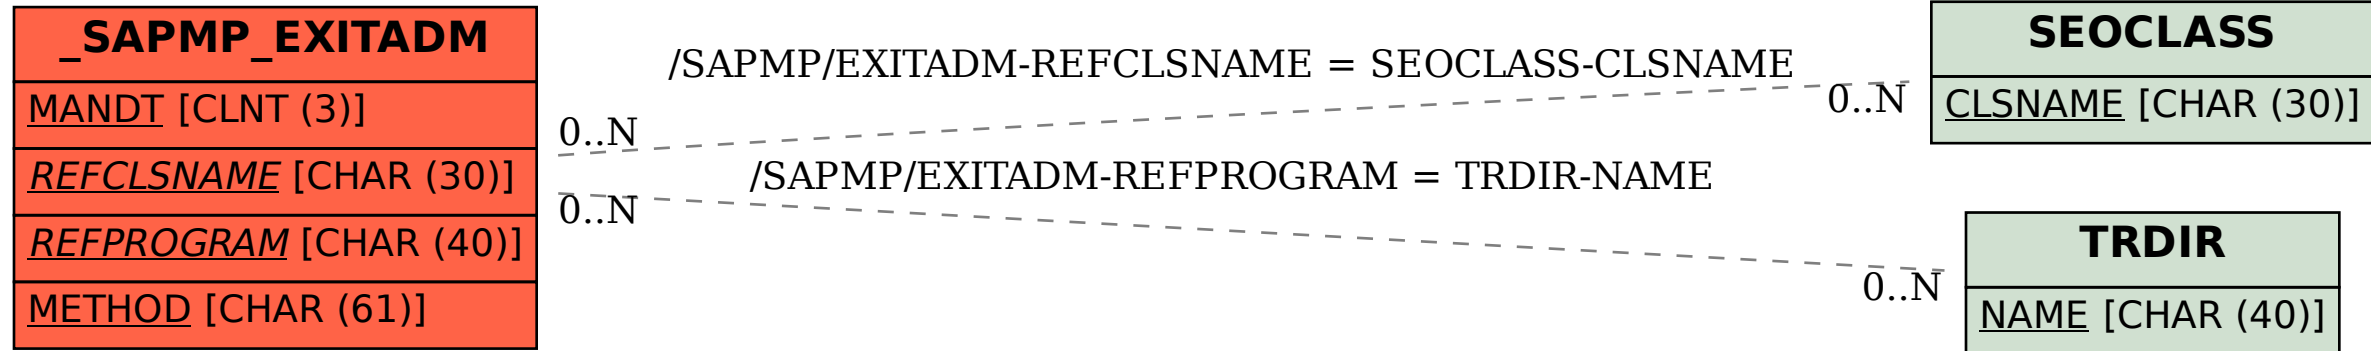 _SAPMP_EXITADM
MANDT [CLNT (3)]
REFCLSNAME [CHAR (30)]
REFPROGRAM [CHAR (40)]
METHOD [CHAR (61)]
/SAPMP/EXITADM-REFCLSNAME = SEOCLASS-CLSNAME
0..N
0..N
/SAPMP/EXITADM-REFPROGRAM = TRDIR-NAME
0..N
0..N
SEOCLASS
CLSNAME [CHAR (30)]
TRDIR
NAME [CHAR (40)]